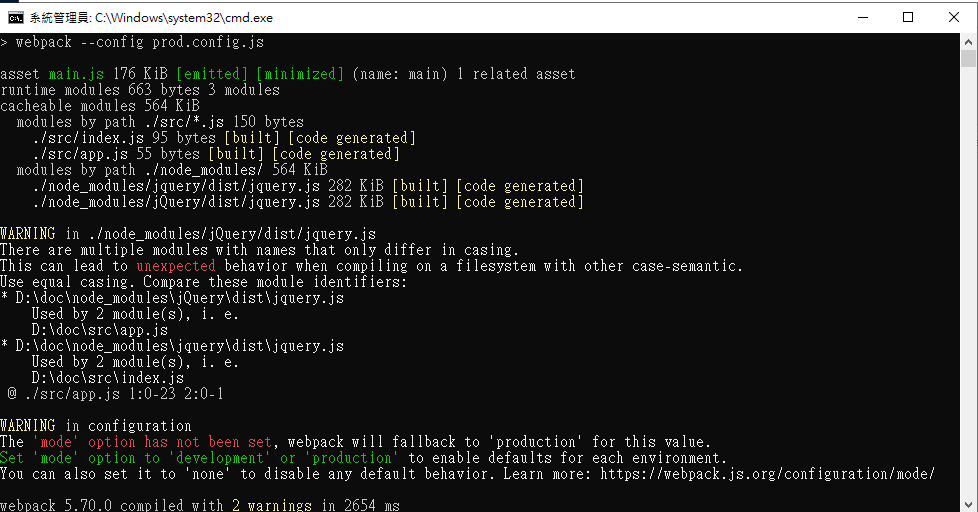 系統管理員: C:\Windows\system32\cmd.exe
> webpack --config prod.config.js
asset main.js 176 KiB [emitted] [minimized] (name: main) 1 related asset
runtime modules 663 bytes 3 modules
cacheable modules 564 KiB
  modules by path ./src/*.js 150 bytes
    ./src/index.js 95 bytes [built] [code generated]
    ./src/app.js 55 bytes [built] [code generated]
  modules by path ./node_modules/ 564 KiB
    ./node_modules/jquery/dist/jquery.js 282 KiB [built] [code generated]
    ./node_modules/jQuery/dist/jquery.js 282 KiB [built] [code generated]
WARNING in ./node_modules/jQuery/dist/jquery.js
There are multiple modules with names that only differ in casing.
This can lead to unexpected behavior when compiling on a filesystem with other case-semantic.
Use equal casing. Compare these module identifiers:
* D:\doc\node_modules\jQuery\dist\jquery.js
    Used by 2 module(s), i. e.
    D:\doc\src\app.js
* D:\doc\node_modules\jquery\dist\jquery.js
    Used by 2 module(s), i. e.
    D:\doc\src\index.js
 @ ./src/app.js 1:0-23 2:0-1
WARNING in configuration
The 'mode' option has not been set, webpack will fallback to 'production' for this value.
Set 'mode' option to 'development' or 'production' to enable defaults for each environment.
You can also set it to 'none' to disable any default behavior. Learn more: https://webpack.js.org/configuration/mode/
webpack 5.70.0 compiled with 2 warnings in 2654 ms